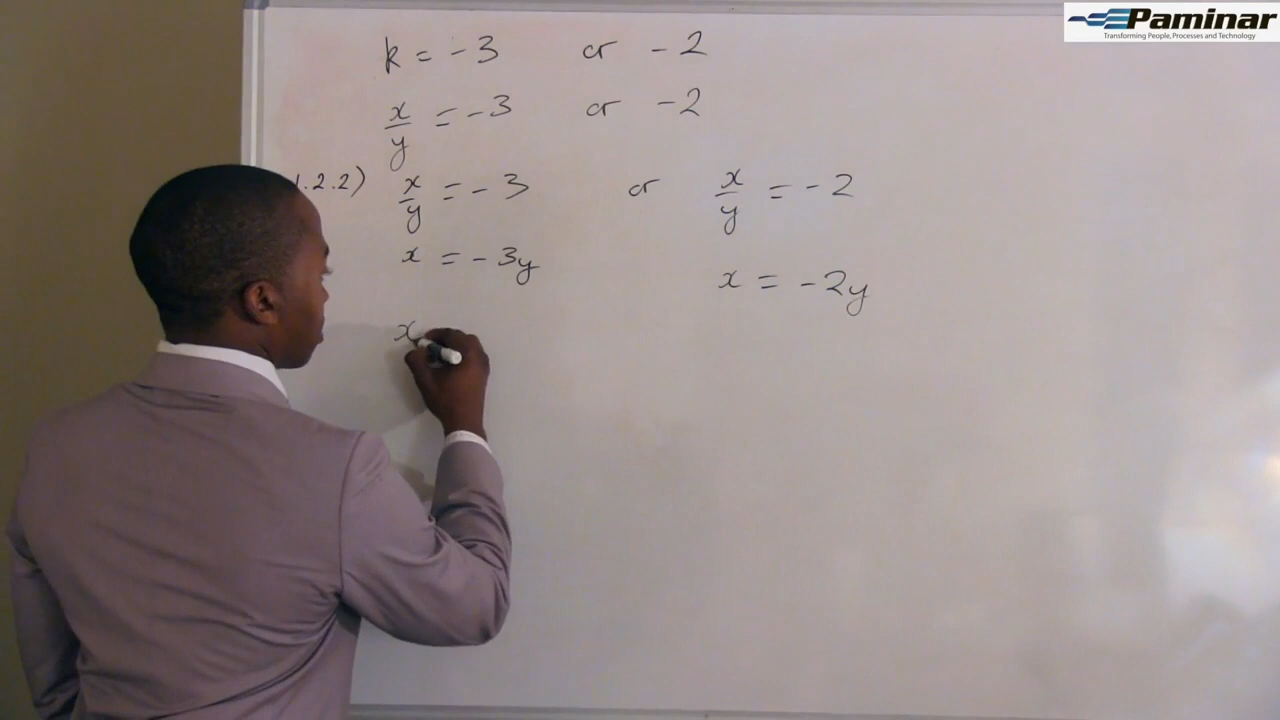 Paminar
Transforming People, Processes and Technology
k = -3 or -2
x/y = -3 or -2
1.2.2) x/y = -3 or x/y = -2
x = -3y
x = -2y
x